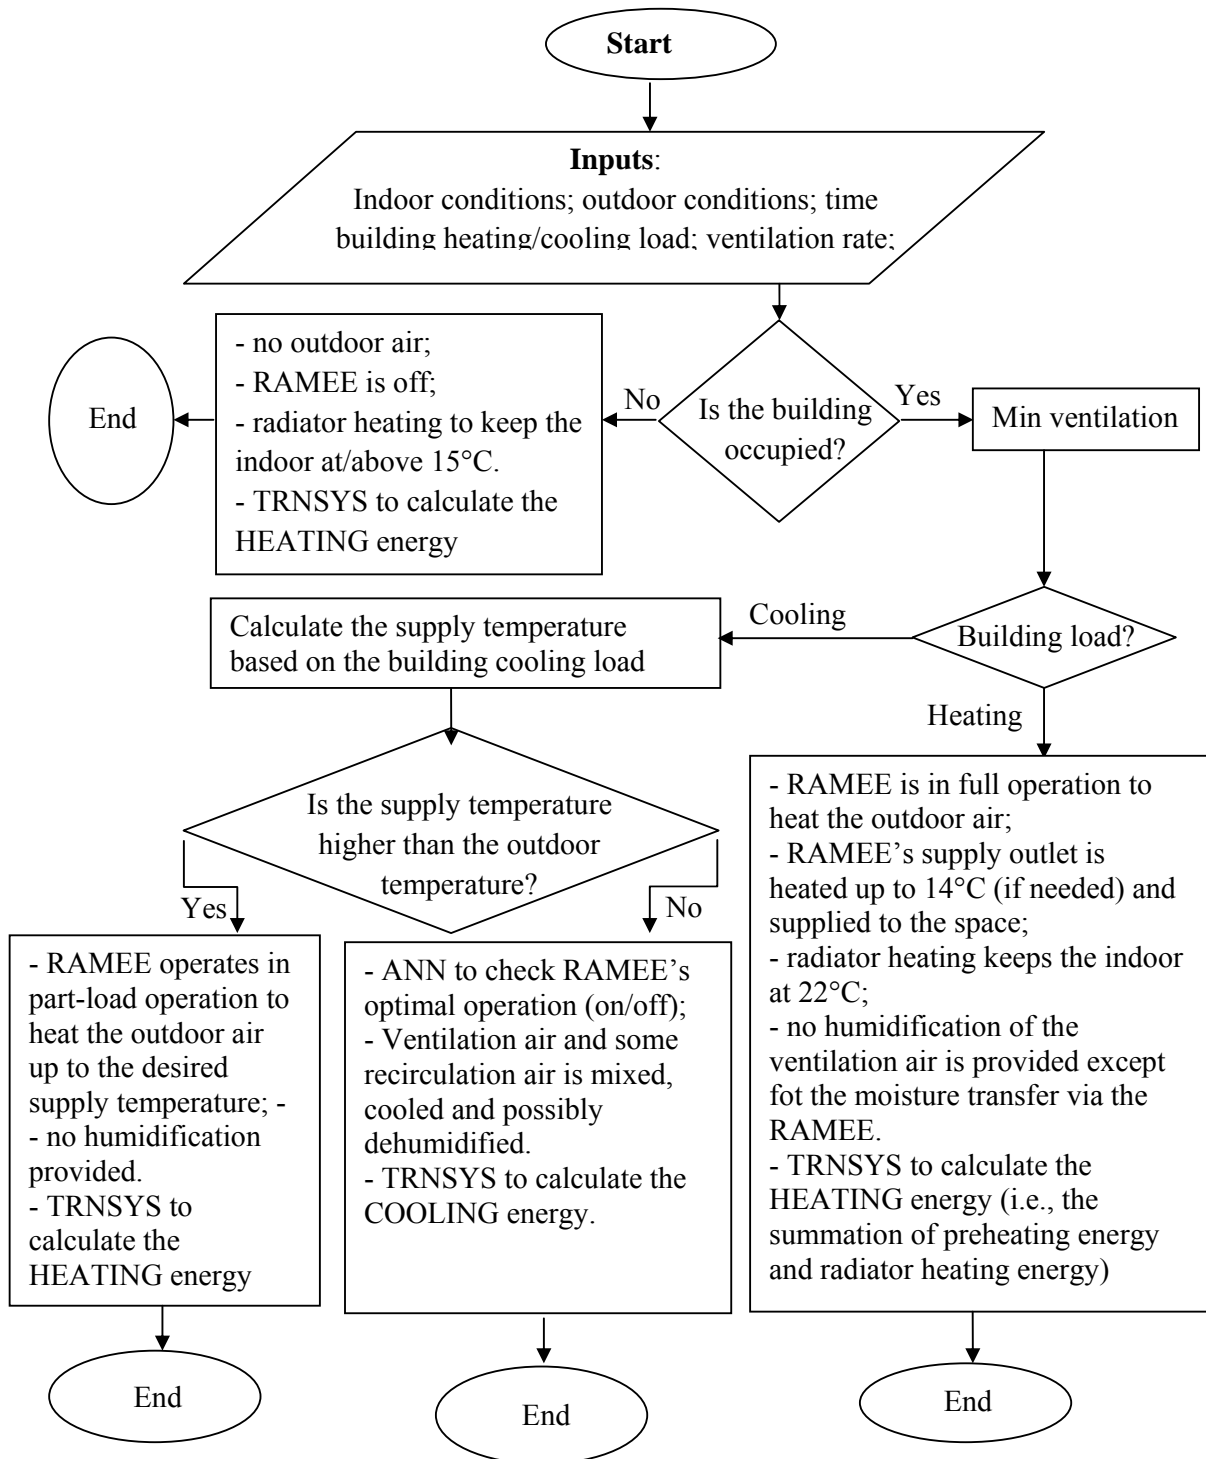 Start
Inputs:
Indoor conditions; outdoor conditions; time
building heating/cooling load; ventilation rate;
- no outdoor air;
- RAMEE is off;
- radiator heating to keep the
indoor at/above 15°C.
- TRNSYS to calculate the
HEATING energy
End
No
Is the building
occupied?
Yes
Min ventilation
Cooling
Building load?
Calculate the supply temperature
based on the building cooling load
Heating
Is the supply temperature
higher than the outdoor
temperature?
Yes
No
- RAMEE operates in
part-load operation to
heat the outdoor air
up to the desired
supply temperature; -
- no humidification
provided.
- TRNSYS to
calculate the
HEATING energy
- ANN to check RAMEE's
optimal operation (on/off);
- Ventilation air and some
recirculation air is mixed,
cooled and possibly
dehumidified.
- TRNSYS to calculate the
COOLING energy.
- RAMEE is in full operation to
heat the outdoor air;
- RAMEE's supply outlet is
heated up to 14°C (if needed) and
supplied to the space;
- radiator heating keeps the indoor
at 22°C;
- no humidification of the
ventilation air is provided except
fot the moisture transfer via the
RAMEE.
- TRNSYS to calculate the
HEATING energy (i.e., the
summation of preheating energy
and radiator heating energy)
End
End
End